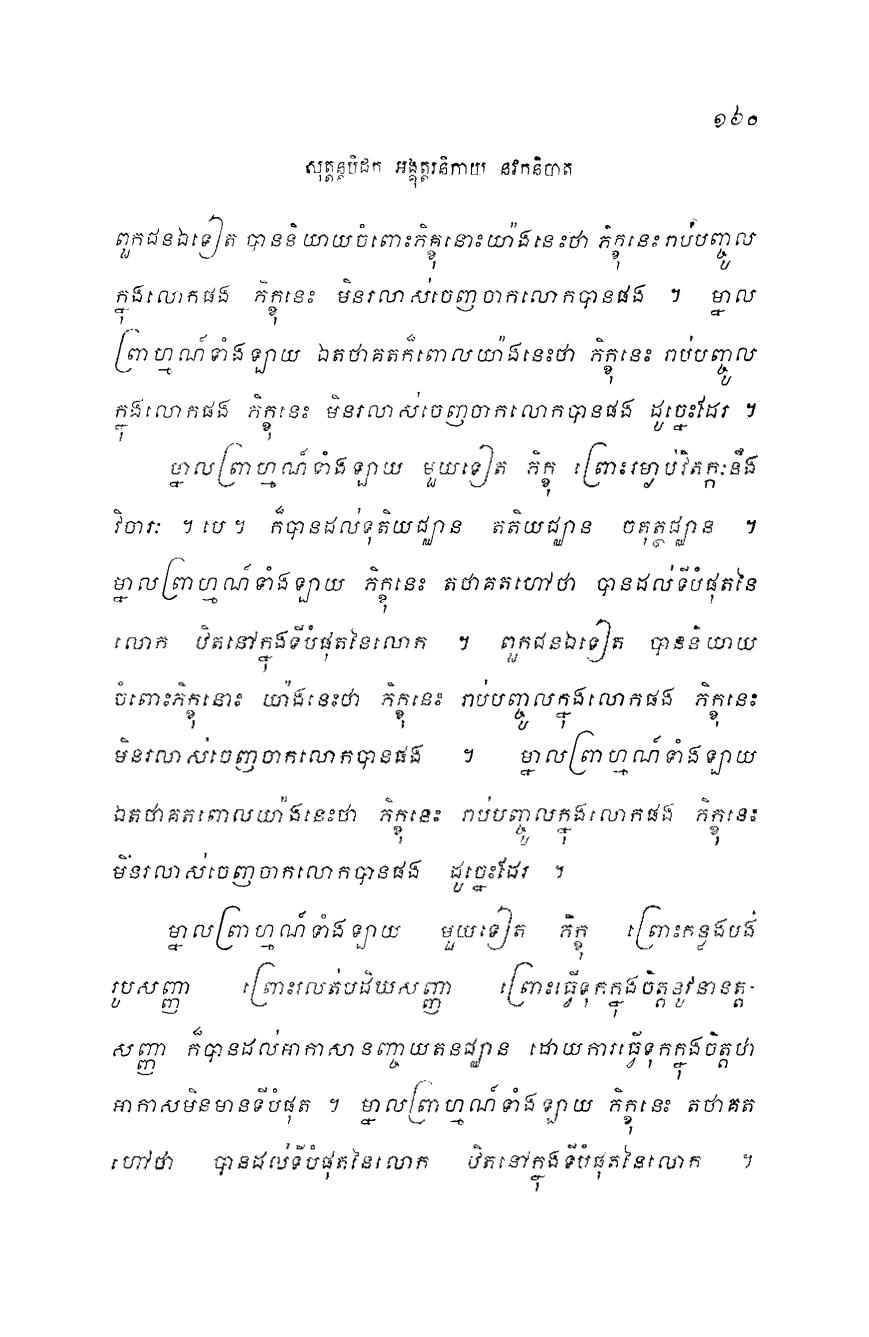 ១៦០
សុត្តន្តបិដក អង្គុត្តរនិកាយ នវកនិបាត
ពួកជនឯទៀត បាននិយាយចំពោះភិក្ខុនោះយ៉ាងនេះថា ភិក្ខុនេះរាប់បញ្ចូល
ក្នុងលោកផង ភិក្ខុនេះ មិនរលាស់ចេញចាកលោកបានផង ។ ម្នាល
ព្រាហ្មណ៍ទាំងឡាយ ឯតថាគតក៏ពោលយ៉ាងនេះថា ភិក្ខុនេះ រាប់បញ្ចូល
ក្នុងលោកផង ភិក្ខុនេះ មិនរលាស់ចេញចាកលោកបានផង ដូច្នេះដែរ ។
ម្នាលព្រាហ្មណ៍ទាំងឡាយ មួយទៀត ភិក្ខុ ព្រោះរម្ងាប់វិតក្កៈនឹង
វិចារៈ ។ បេ ។ ក៏បានដល់ទុតិយជ្ឈាន តតិយជ្ឈាន ចតុត្ថជ្ឈាន ។
ម្នាលព្រាហ្មណ៍ទាំងឡាយ ភិក្ខុនេះ តថាគតហៅថា បានដល់ទីបំផុតនៃ
លោក ឋិតនៅក្នុងទីបំផុតនៃលោក ។ ពួកជនឯទៀត បាននិយាយ
ចំពោះភិក្ខុនោះ យ៉ាងនេះថា ភិក្ខុនេះ រាប់បញ្ចូលក្នុងលោកផង ភិក្ខុនេះ
មិនរលាស់ចេញចាកលោកបានផង ។ ម្នាលព្រាហ្មណ៍ទាំងឡាយ
ឯតថាគតពោលយ៉ាងនេះថា ភិក្ខុនេះ រាប់បញ្ចូលក្នុងលោកផង ភិក្ខុនេះ
មិនរលាស់ចេញចាកលោកបានផង ដូច្នេះដែរ ។
ម្នាលព្រាហ្មណ៍ទាំងឡាយ មួយទៀត ភិក្ខុ ព្រោះកន្លងបង់
រូបសញ្ញា ព្រោះរលត់បដិឃសញ្ញា ព្រោះធ្វើទុកក្នុងចិត្តនូវនានត្ត-
សញ្ញា ក៏បានដល់អាកាសានញ្ចាយតនជ្ឈាន ដោយការធ្វើទុកក្នុងចិត្តថា
អាកាសមិនមានទីបំផុត ។ ម្នាលព្រាហ្មណ៍ទាំងឡាយ ភិក្ខុនេះ តថាគត
ហៅថា បានដល់ទីបំផុតនៃលោក ឋិតនៅក្នុងទីបំផុតនៃលោក ។